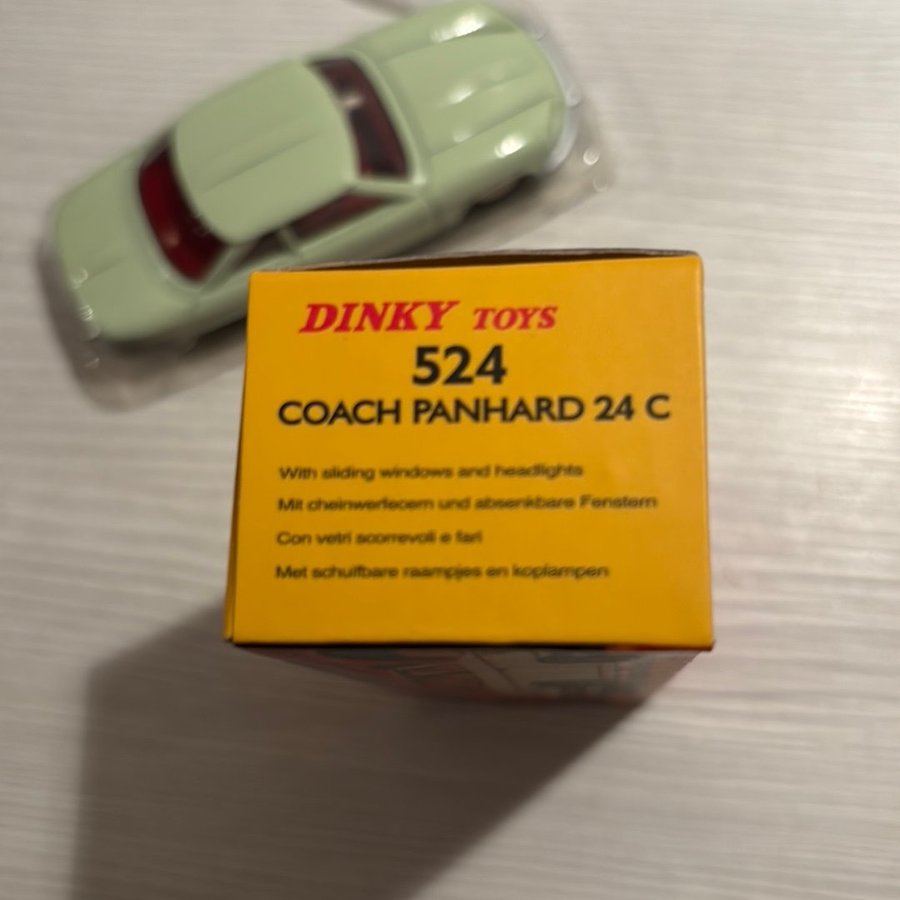 DINKY TOYS
524
COACH PANHARD 24 C
With sliding windows and headlights
Mit cheinwerfecern und absenkbare Fenstern
Con vetri scorrevoli e fari
Met schuifbare raampjes en koplampen